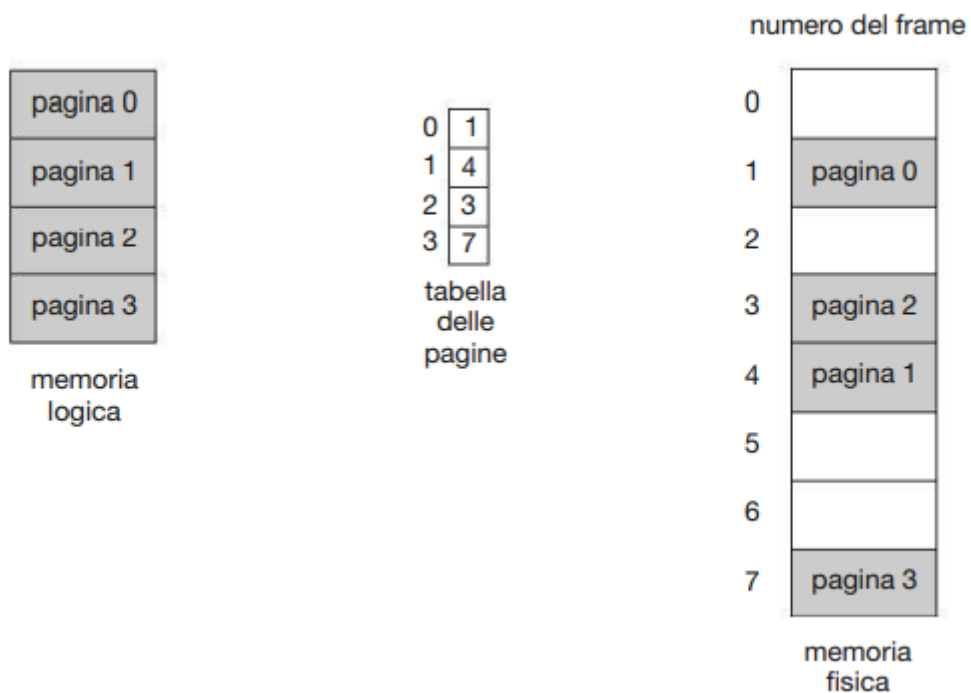 numero del frame
pagina 0
pagina 1
pagina 2
pagina 3
memoria
logica
0 1
1 4
2 3
3 7
tabella
delle
pagine
0
1 pagina 0
2
3 pagina 2
4 pagina 1
5
6
7 pagina 3
memoria
fisica